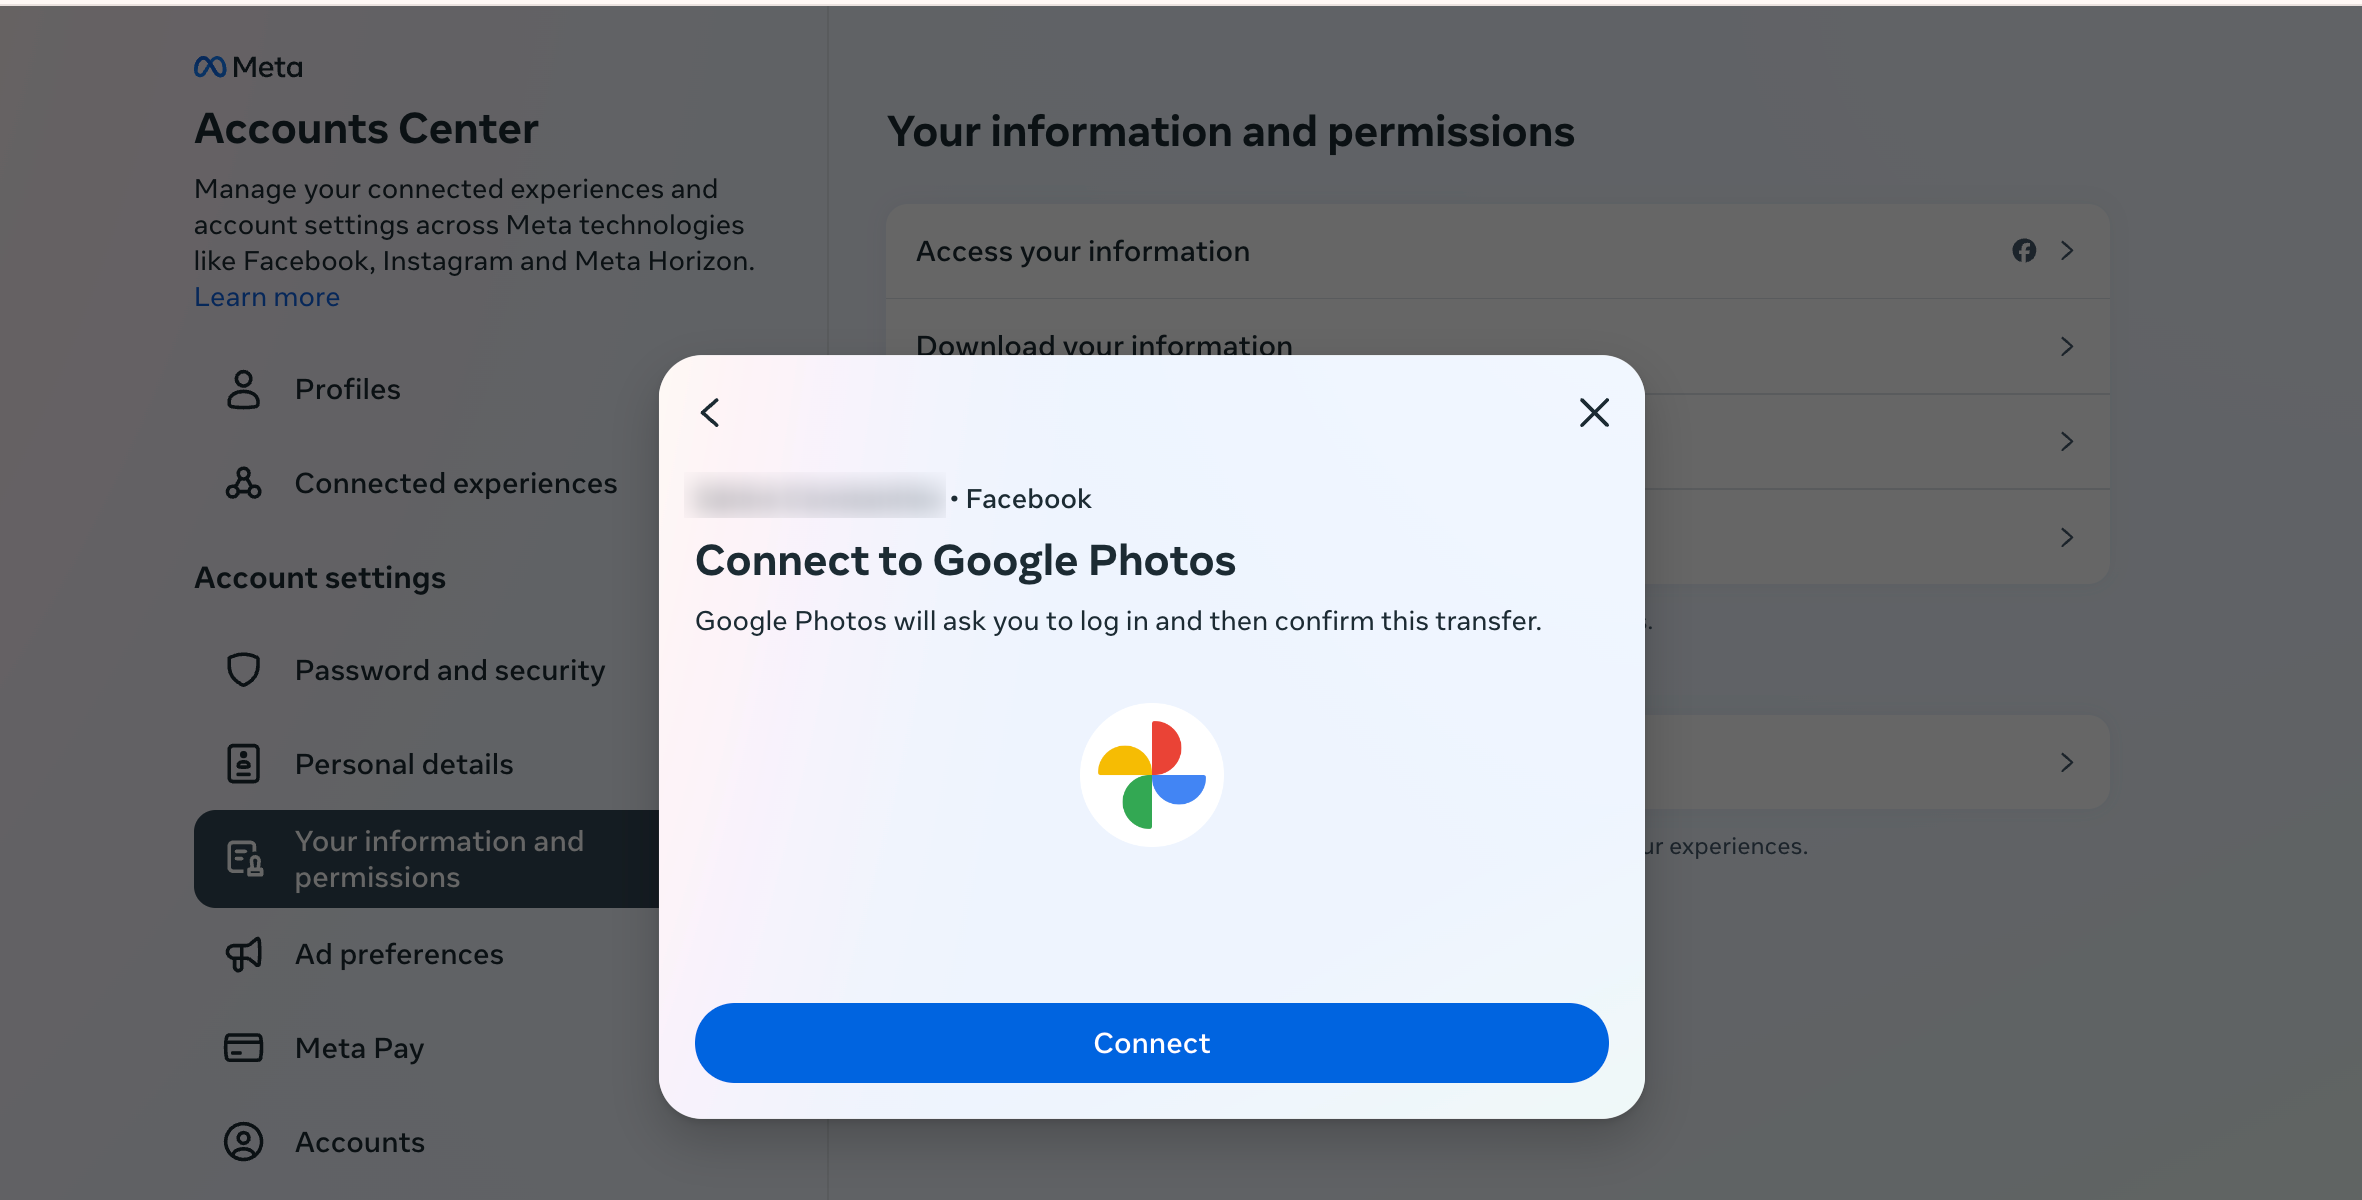 Meta
Accounts Center
Manage your connected experiences and
account settings across Meta technologies
like Facebook, Instagram and Meta Horizon.
Learn more
Profiles
Connected experiences
Account settings
Password and security
Personal details
Your information and
permissions
Ad preferences
Meta Pay
Accounts
Your information and permissions
Access your information
Download your information
experiences.
• Facebook
Connect to Google Photos
Google Photos will ask you to log in and then confirm this transfer.
Connect